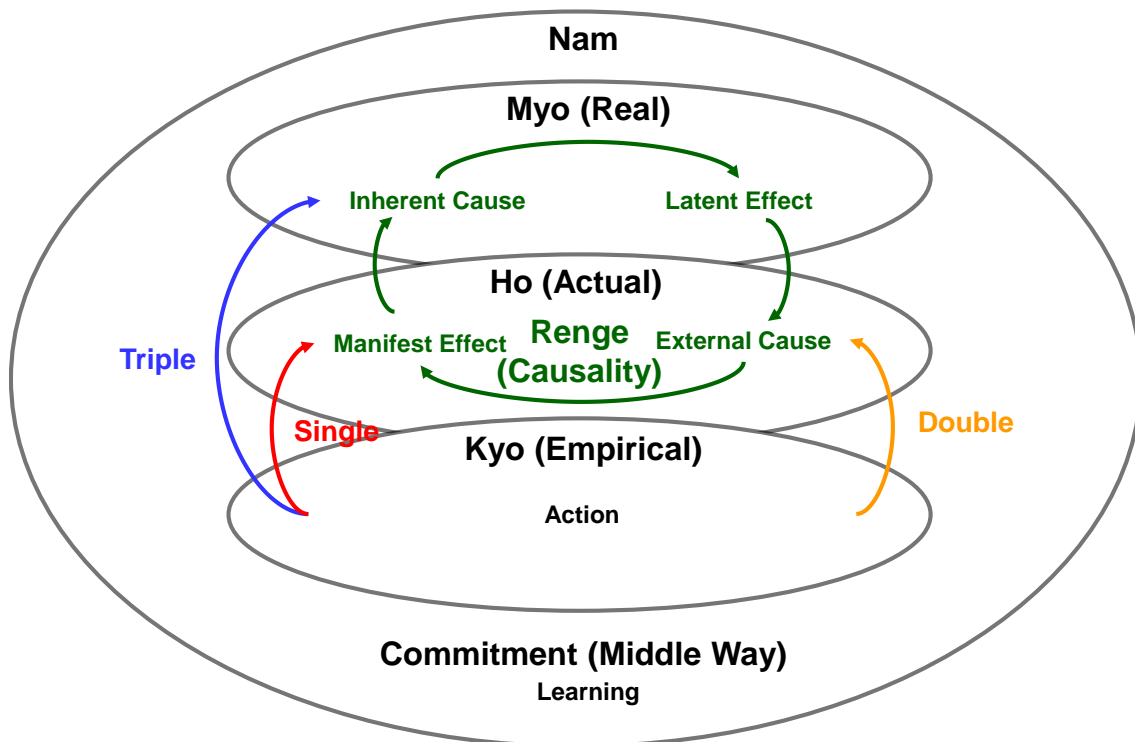 Nam
Myo (Real)
Inherent Cause
Latent Effect
Ho (Actual)
Renge
(Causality)
Manifest Effect
External Cause
Triple
Single
Double
Kyo (Empirical)
Action
Commitment (Middle Way)
Learning